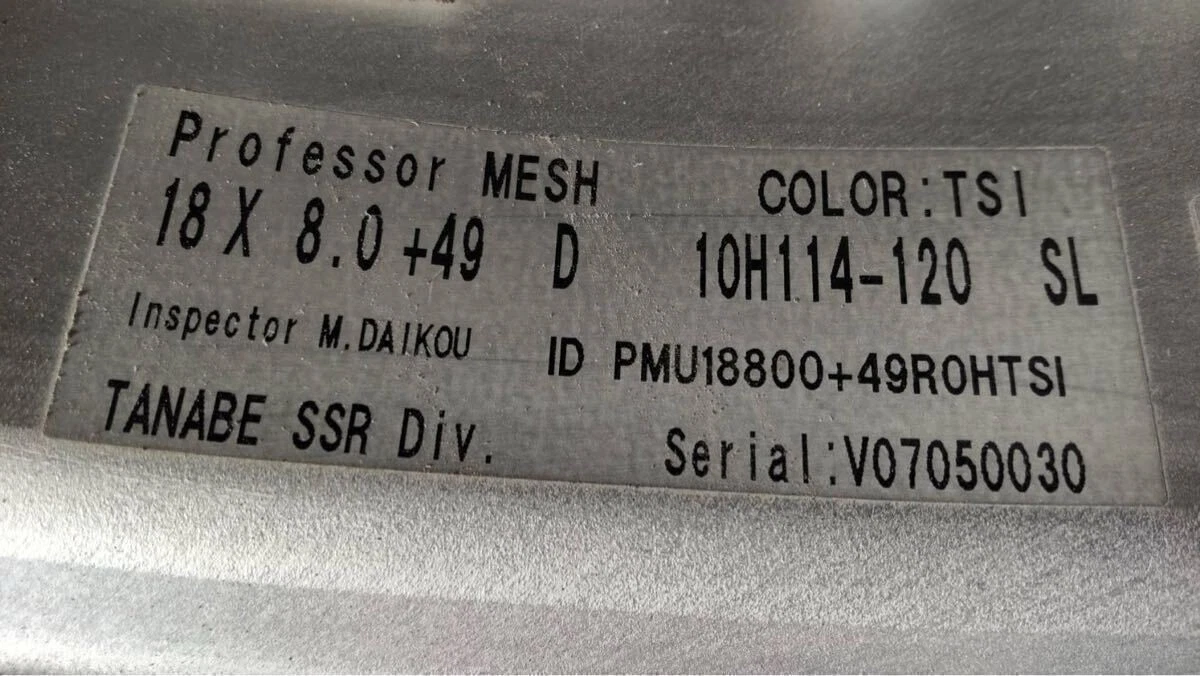 Professor MESH COLOR:TSI
18 X 8.0 +49 D 10H114-120 SL
Inspector M.DAIKOU ID PMU18800+49ROHTSI
TANABE SSR Div. Serial:V07050030